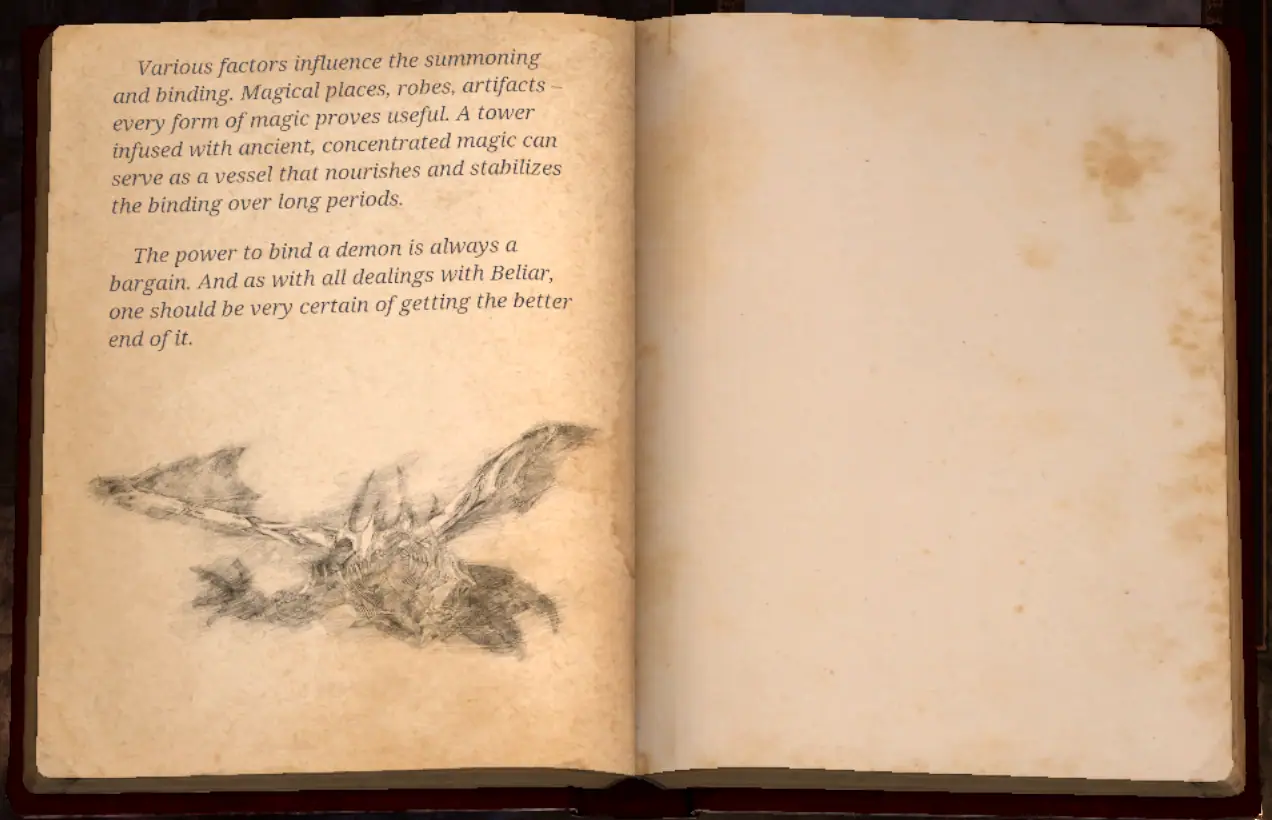 Various factors influence the summoning
and binding. Magical places, robes, artifacts –
every form of magic proves useful. A tower
infused with ancient, concentrated magic can
serve as a vessel that nourishes and stabilizes
the binding over long periods.
The power to bind a demon is always a
bargain. And as with all dealings with Beliar,
one should be very certain of getting the better
end of it.